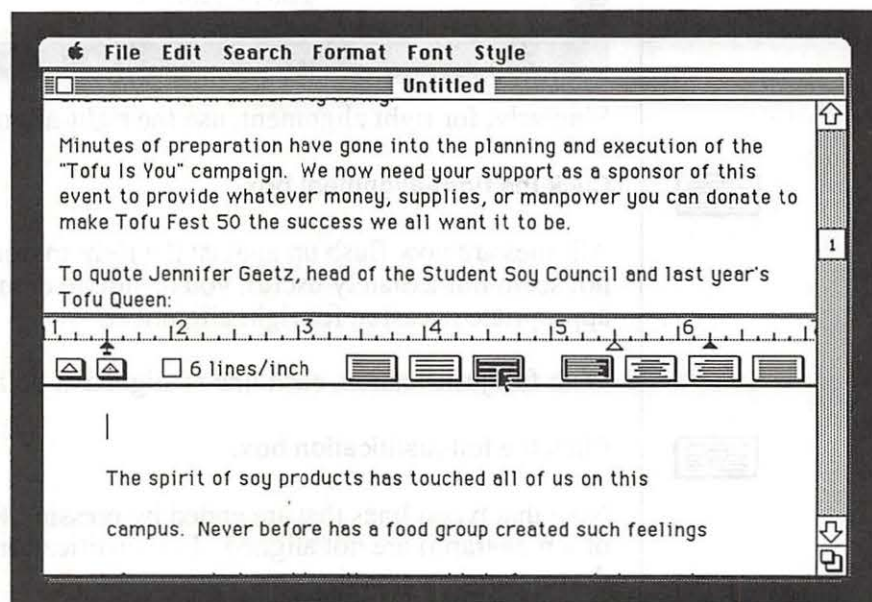 File Edit Search Format Font Style
Untitled
Minutes of preparation have gone into the planning and execution of the
"Tofu Is You" campaign. We now need your support as a sponsor of this
event to provide whatever money, supplies, or manpower you can donate to
make Tofu Fest 50 the success we all want it to be.
1
To quote Jennifer Gaetz, head of the Student Soy Council and last year's
Tofu Queen:
1 2 3 4 5 6
6 lines/inch
The spirit of soy products has touched all of us on this
campus. Never before has a food group created such feelings